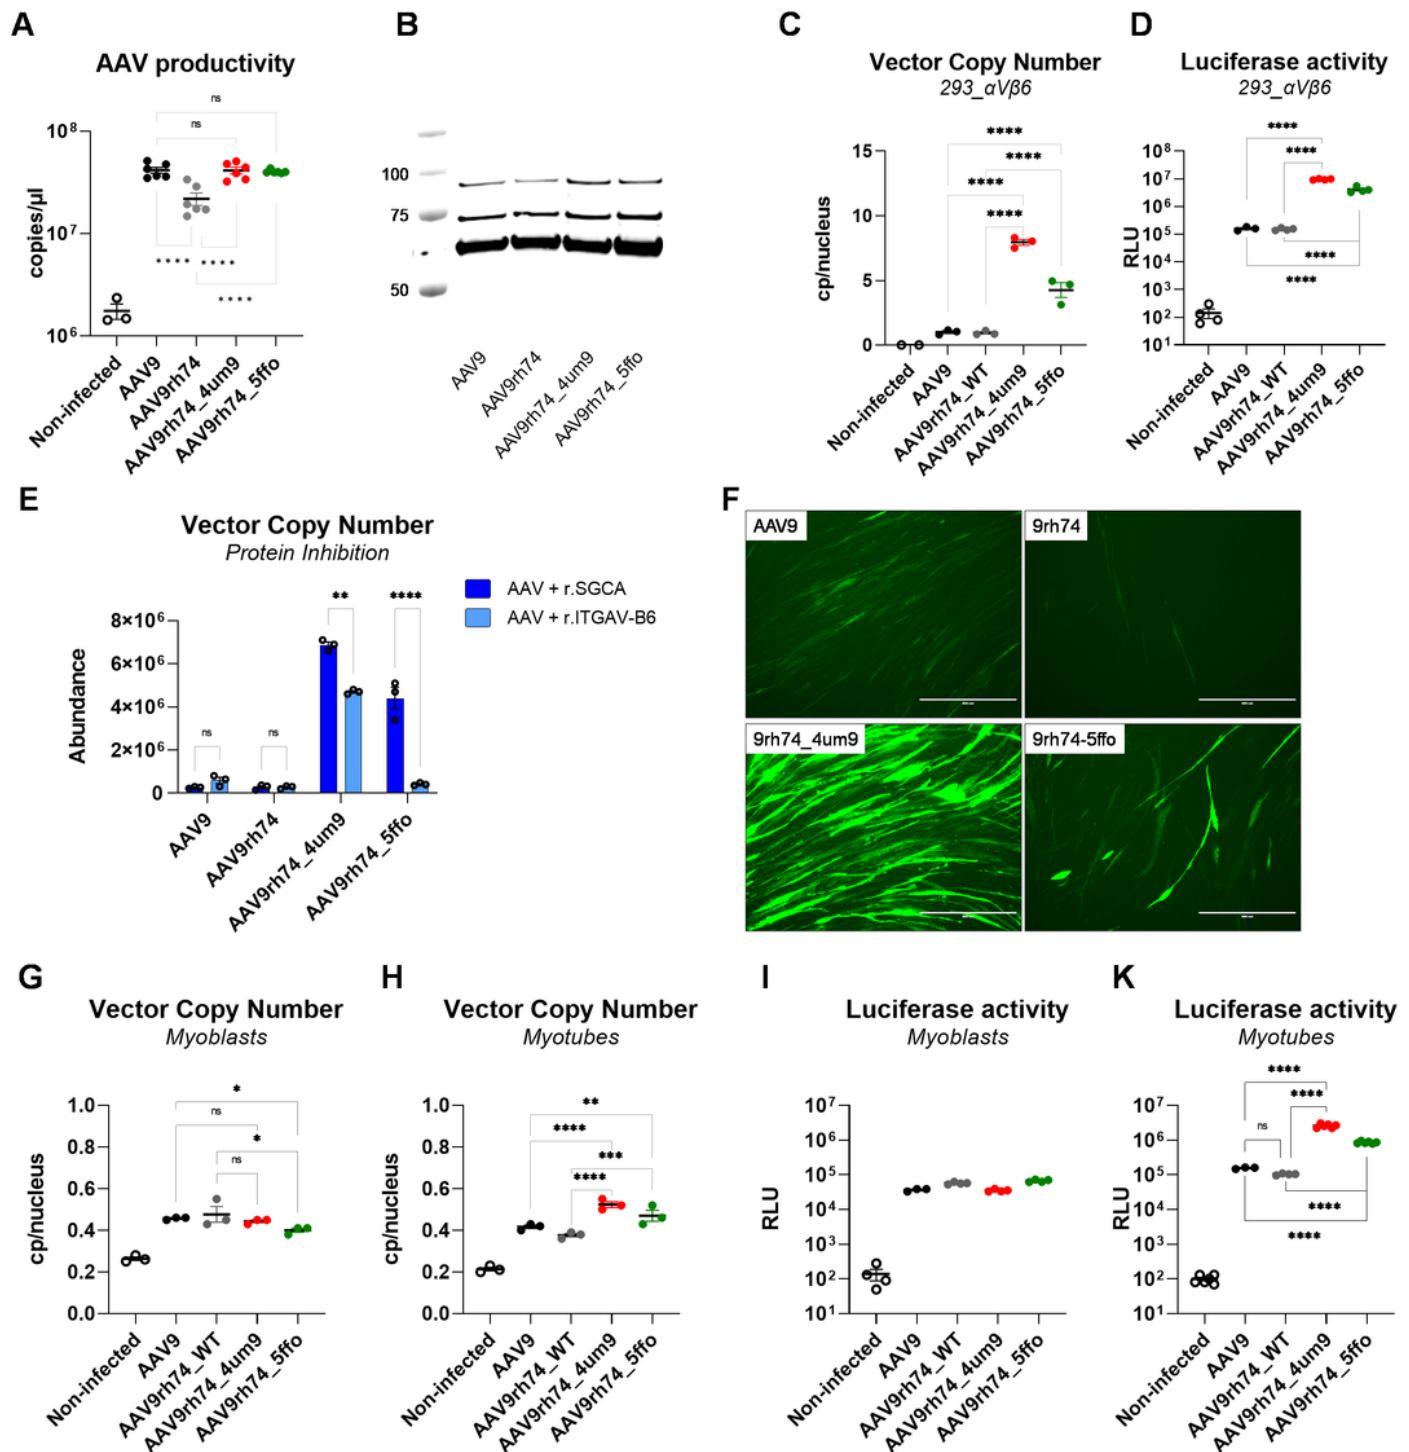 A
AAV productivity
ns
ns
10⁸
10⁷
10⁶
copies/µl
****
****
****
Non-infected
AAV9
AAV9rh74
AAV9rh74_4um9
AAV9rh74_5ffo
B
100
75
50
AAV9
AAV9rh74
AAV9rh74_4um9
AAV9rh74_5ffo
C
Vector Copy Number
293_αVβ6
****
****
****
****
15
10
5
0
cp/nucleus
Non-infected
AAV9
AAV9rh74_WT
AAV9rh74_4um9
AAV9rh74_5ffo
D
Luciferase activity
293_αVβ6
****
****
10⁸
10⁷
10⁶
10⁵
10⁴
10³
10²
10¹
RLU
****
****
Non-infected
AAV9
AAV9rh74_WT
AAV9rh74_4um9
AAV9rh74_5ffo
E
Vector Copy Number
Protein Inhibition
AAV + r.SGCA
AAV + r.ITGAV-B6
**
****
8×10⁶
6×10⁶
4×10⁶
2×10⁶
0
Abundance
ns
ns
AAV9
AAV9rh74
AAV9rh74_4um9
AAV9rh74_5ffo
F
AAV9
9rh74
9rh74_4um9
9rh74-5ffo
G
Vector Copy Number
Myoblasts
*
ns
*
ns
1.0
0.8
0.6
0.4
0.2
0.0
cp/nucleus
Non-infected
AAV9
AAV9rh74_WT
AAV9rh74_4um9
AAV9rh74_5ffo
H
Vector Copy Number
Myotubes
**
****
***
****
1.0
0.8
0.6
0.4
0.2
0.0
cp/nucleus
Non-infected
AAV9
AAV9rh74_WT
AAV9rh74_4um9
AAV9rh74_5ffo
I
Luciferase activity
Myoblasts
10⁷
10⁶
10⁵
10⁴
10³
10²
10¹
RLU
Non-infected
AAV9
AAV9rh74_WT
AAV9rh74_4um9
AAV9rh74_5ffo
K
Luciferase activity
Myotubes
****
****
ns
10⁷
10⁶
10⁵
10⁴
10³
10²
10¹
RLU
****
****
Non-infected
AAV9
AAV9rh74_WT
AAV9rh74_4um9
AAV9rh74_5ffo